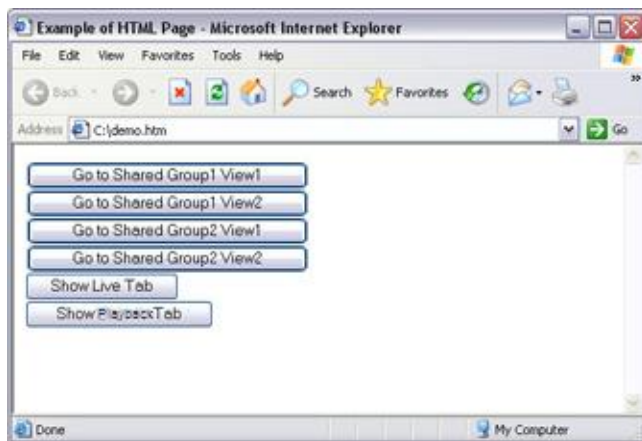 Example of HTML Page - Microsoft Internet Explorer
File Edit View Favorites Tools Help
Back Search Favorites »
Address C:\demo.htm Go
Go to Shared Group1 View1
Go to Shared Group1 View2
Go to Shared Group2 View1
Go to Shared Group2 View2
Show Live Tab
Show Playback Tab
Done My Computer